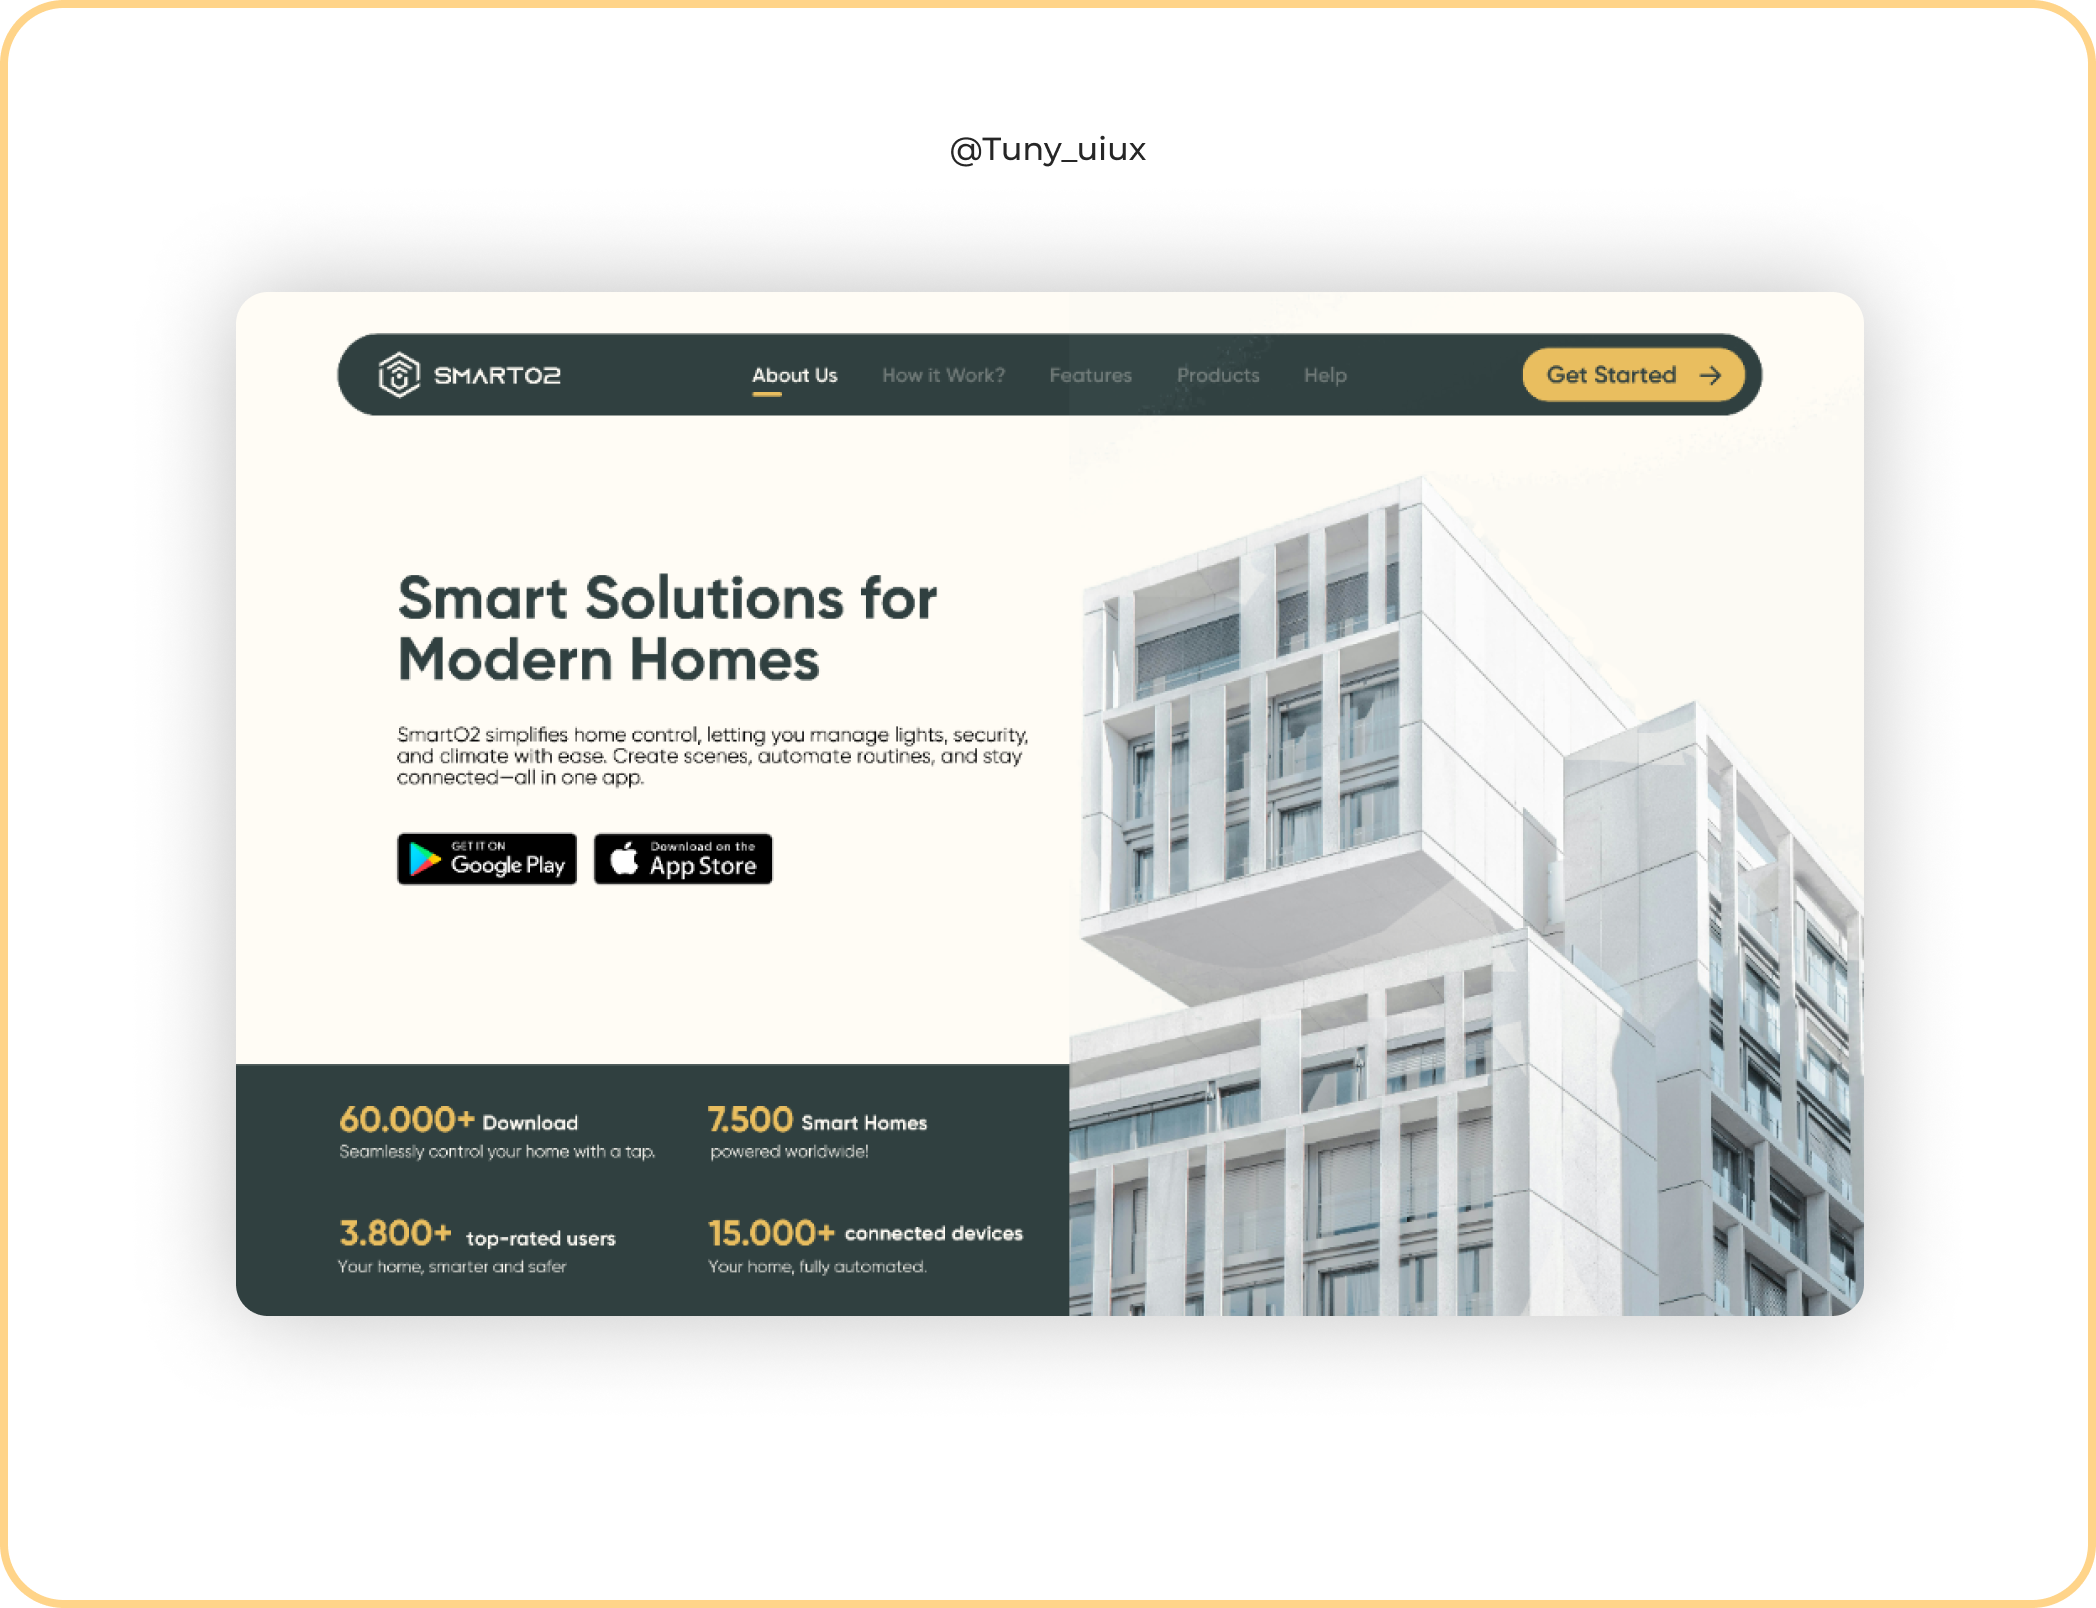 @Tuny_uiux
SMARTO2
About Us
How it Work?
Features
Products
Help
Get Started
Smart Solutions for
Modern Homes
SmartO2 simplifies home control, letting you manage lights, security,
and climate with ease. Create scenes, automate routines, and stay
connected—all in one app.
GET IT ON
Google Play
Download on the
App Store
60.000+ Download
Seamlessly control your home with a tap.
7.500 Smart Homes
powered worldwide!
3.800+ top-rated users
Your home, smarter and safer
15.000+ connected devices
Your home, fully automated.